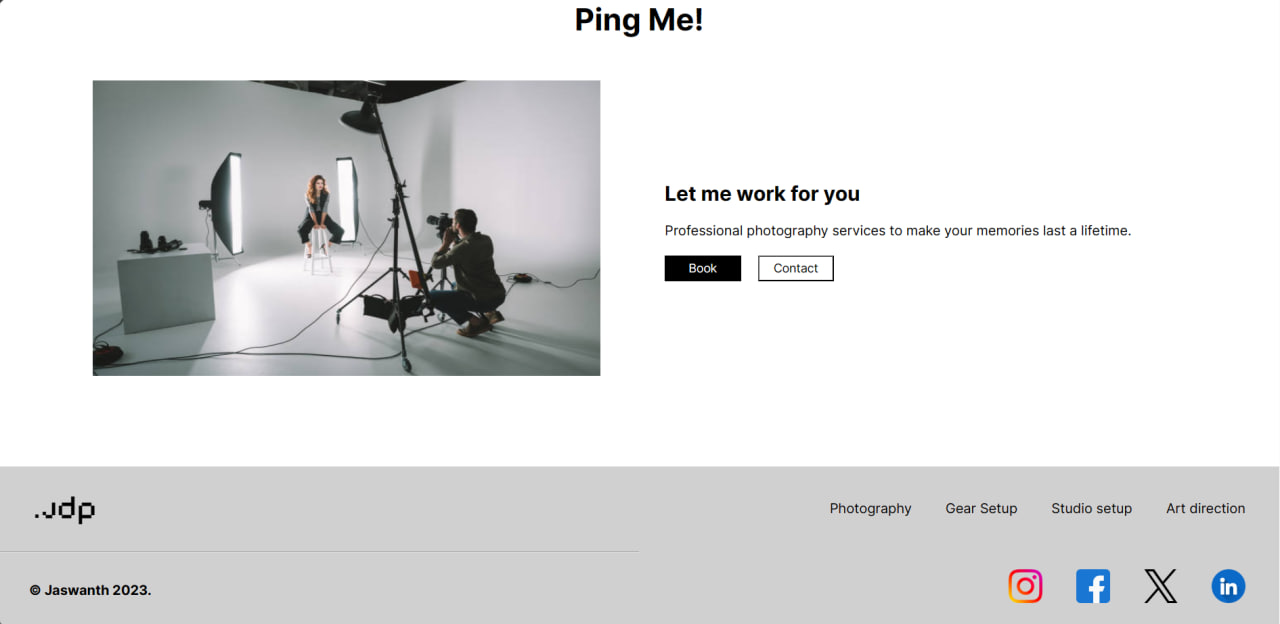 Ping Me!
Let me work for you
Professional photography services to make your memories last a lifetime.
Book
Contact
.Jdp
Photography
Gear Setup
Studio setup
Art direction
© Jaswanth 2023.
in